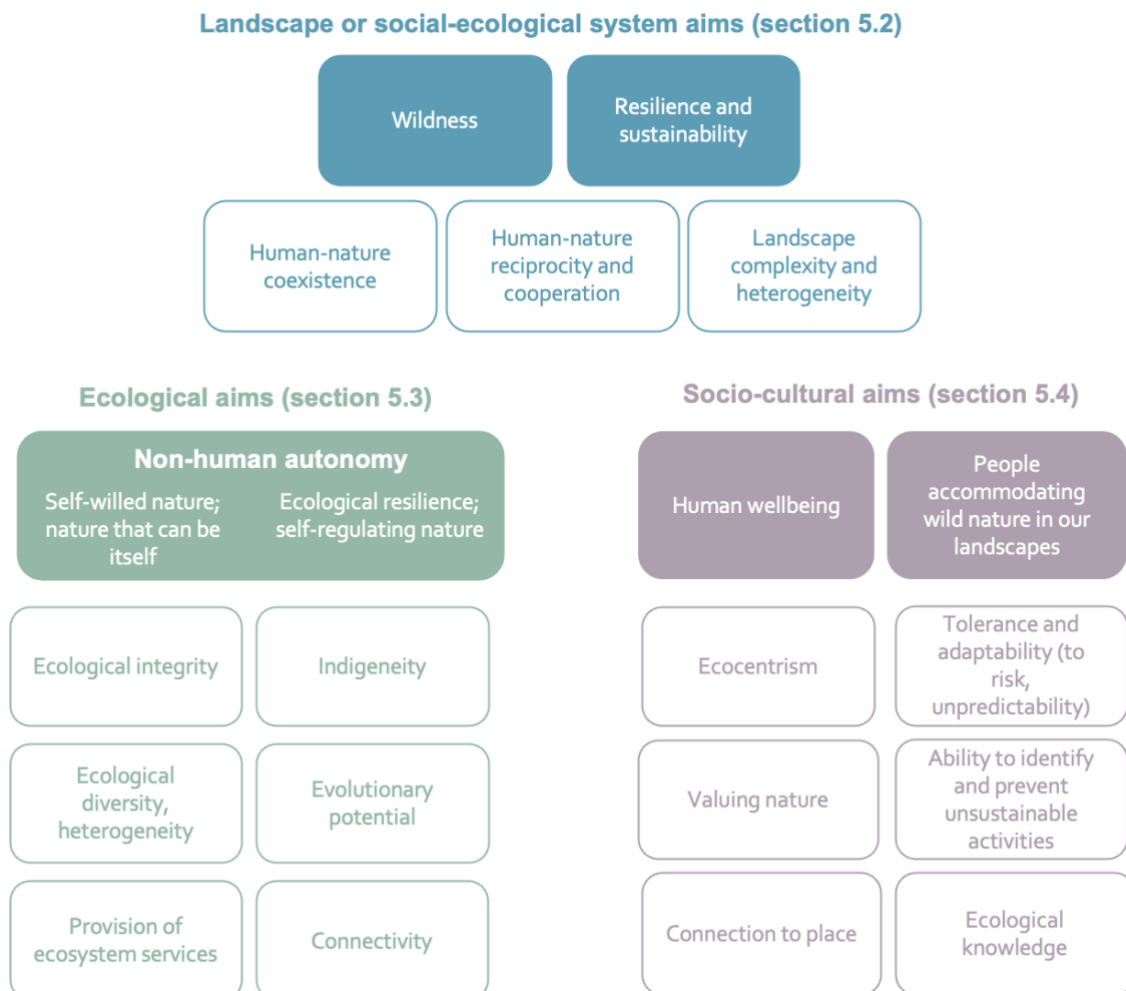 Landscape or social-ecological system aims (section 5.2)
Wildness
Resilience and
sustainability
Human-nature
coexistence
Human-nature
reciprocity and
cooperation
Landscape
complexity and
heterogeneity
Ecological aims (section 5.3)
Non-human autonomy
Self-willed nature;
nature that can be
itself
Ecological resilience;
self-regulating nature
Ecological integrity
Indigeneity
Ecological
diversity,
heterogeneity
Evolutionary
potential
Provision of
ecosystem services
Connectivity
Socio-cultural aims (section 5.4)
Human wellbeing
People
accommodating
wild nature in our
landscapes
Ecocentrism
Tolerance and
adaptability (to
risk,
unpredictability)
Valuing nature
Ability to identify
and prevent
unsustainable
activities
Connection to place
Ecological
knowledge